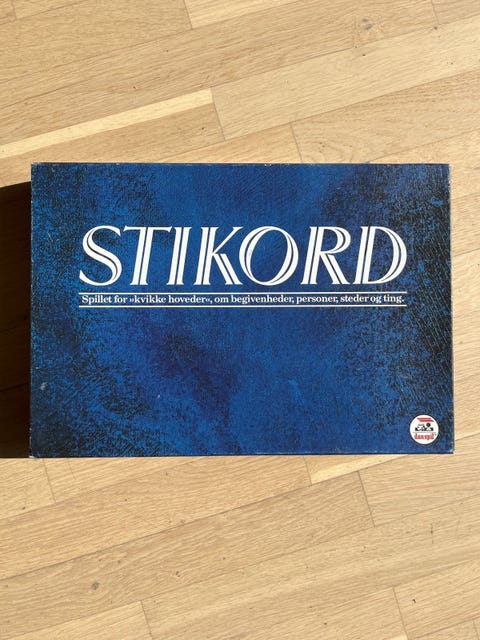 STIKORD
Spillet for »kvikke hoveder«, om begivenheder, personer, steder og ting.
danspil